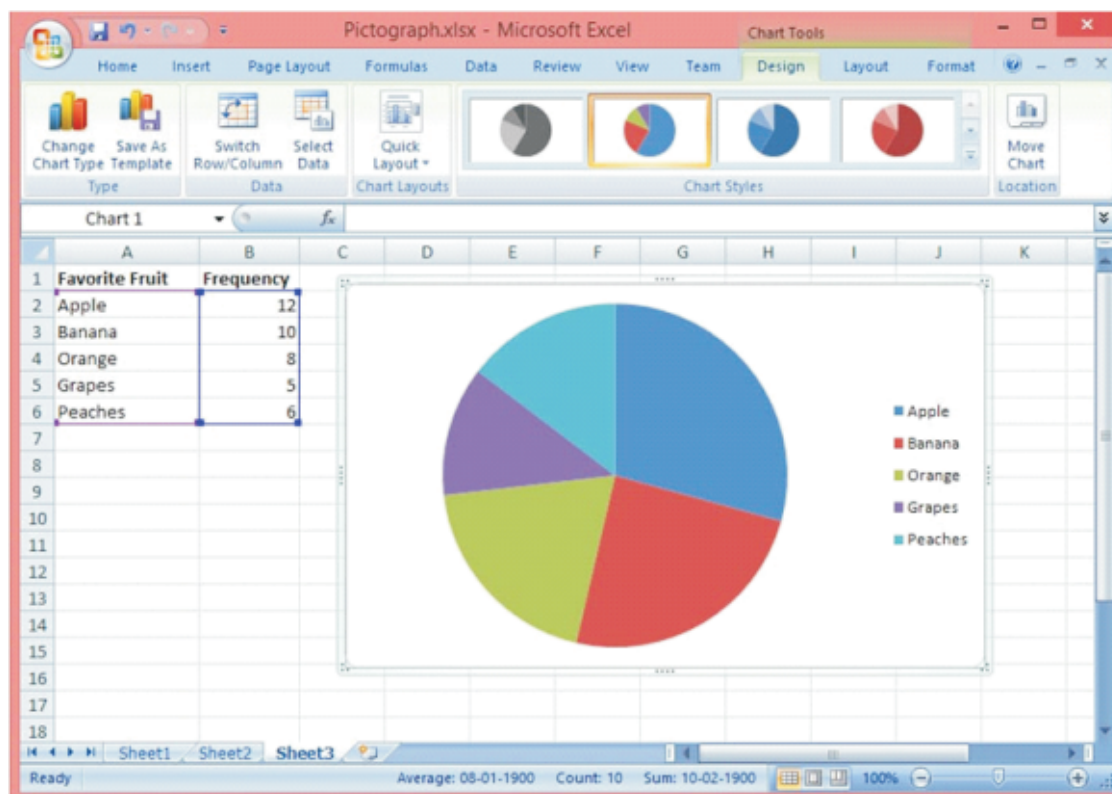 Pictograph.xlsx - Microsoft Excel
Chart Tools
Home Insert Page Layout Formulas Data Review View Team Design Layout Format
Change Chart Type
Save As Template
Switch Row/Column
Select Data
Quick Layout
Move Chart
Type Data Chart Layouts Chart Styles Location
Chart 1 fx
A B C D E F G H I J K
1 Favorite Fruit Frequency
2 Apple 12
3 Banana 10
4 Orange 8
5 Grapes 5
6 Peaches 6
7
8
9
10
11
12
13
14
15
16
17
18
Apple
Banana
Orange
Grapes
Peaches
Sheet1 Sheet2 Sheet3
Ready Average: 08-01-1900 Count: 10 Sum: 10-02-1900 100%